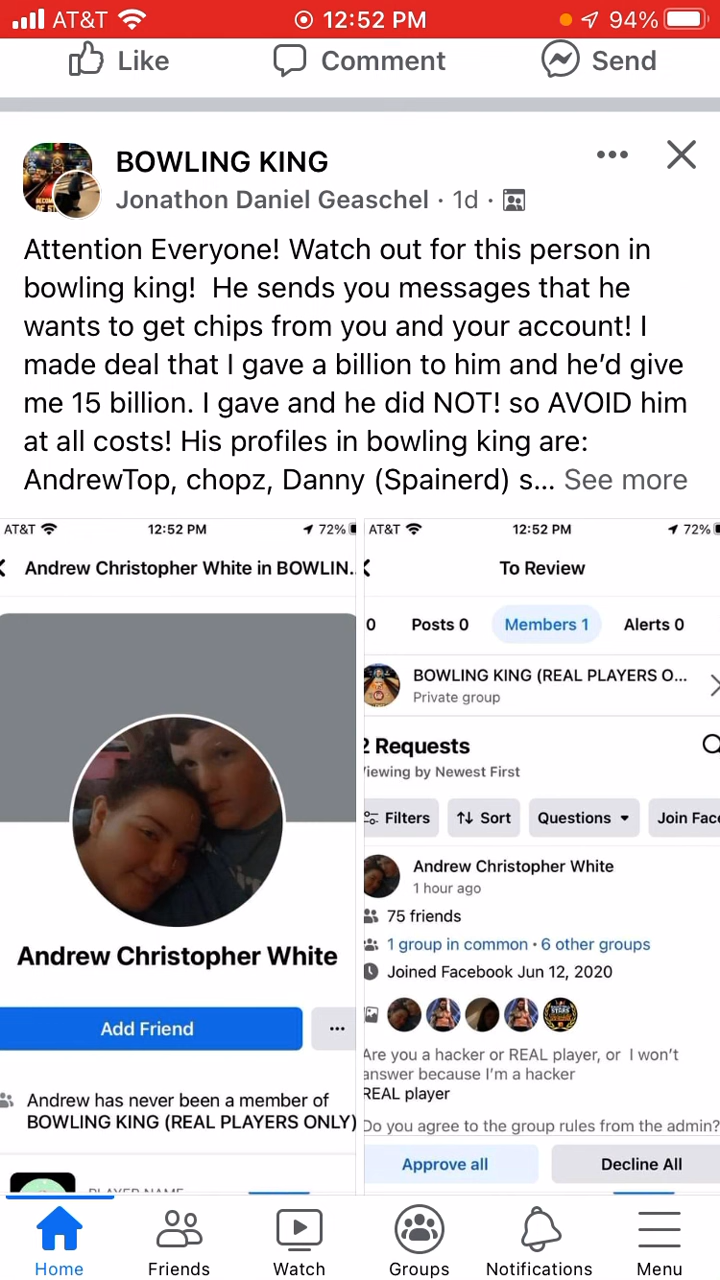 AT&T 12:52 PM 94%
Like Comment Send
BOWLING KING
Jonathon Daniel Geaschel · 1d ·
Attention Everyone! Watch out for this person in
bowling king!  He sends you messages that he
wants to get chips from you and your account! I
made deal that I gave a billion to him and he’d give
me 15 billion. I gave and he did NOT! so AVOID him
at all costs! His profiles in bowling king are:
AndrewTop, chopz, Danny (Spainerd) s... See more
AT&T 12:52 PM 72%
Andrew Christopher White in BOWLIN...
Andrew Christopher White
Add Friend
Andrew has never been a member of
BOWLING KING (REAL PLAYERS ONLY)
PLAYER NAME
AT&T 12:52 PM 72%
To Review
0 Posts 0 Members 1 Alerts 0
BOWLING KING (REAL PLAYERS O...
Private group
2 Requests
Viewing by Newest First
Filters Sort Questions Join Fac
Andrew Christopher White
1 hour ago
75 friends
1 group in common · 6 other groups
Joined Facebook Jun 12, 2020
Are you a hacker or REAL player, or  I won’t
answer because I’m a hacker
REAL player
Do you agree to the group rules from the admin?
Approve all Decline All
Home Friends Watch Groups Notifications Menu